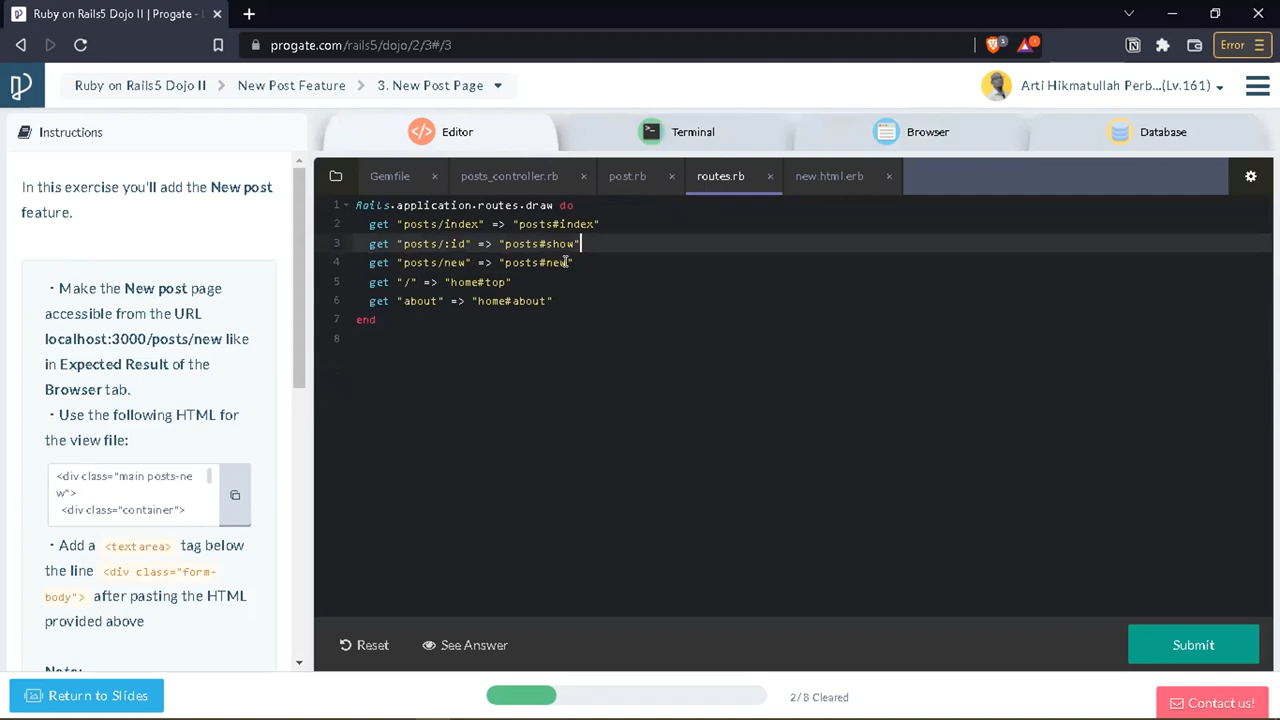 Ruby on Rails5 Dojo II | Progate - L
progate.com/rails5/dojo/2/3#/3
1
1
Error
Ruby on Rails5 Dojo II
New Post Feature
3. New Post Page
Arti Hikmatullah Perb...(Lv.161)
Instructions
Editor
Terminal
Browser
Database
In this exercise you'll add the New post
feature.
・Make the New post page
accessible from the URL
localhost:3000/posts/new like
in Expected Result of the
Browser tab.
・Use the following HTML for
the view file:
<div class="main posts-ne
w">
<div class="container">
・Add a <textarea> tag below
the line <div class="form-
body"> after pasting the HTML
provided above
Note:
Gemfile
posts_controller.rb
post.rb
routes.rb
new.html.erb
1 Rails.application.routes.draw do
2 get "posts/index" => "posts#index"
3 get "posts/:id" => "posts#show"
4 get "posts/new" => "posts#new"
5 get "/" => "home#top"
6 get "about" => "home#about"
7 end
8
Reset
See Answer
Submit
Return to Slides
2/8 Cleared
Contact us!